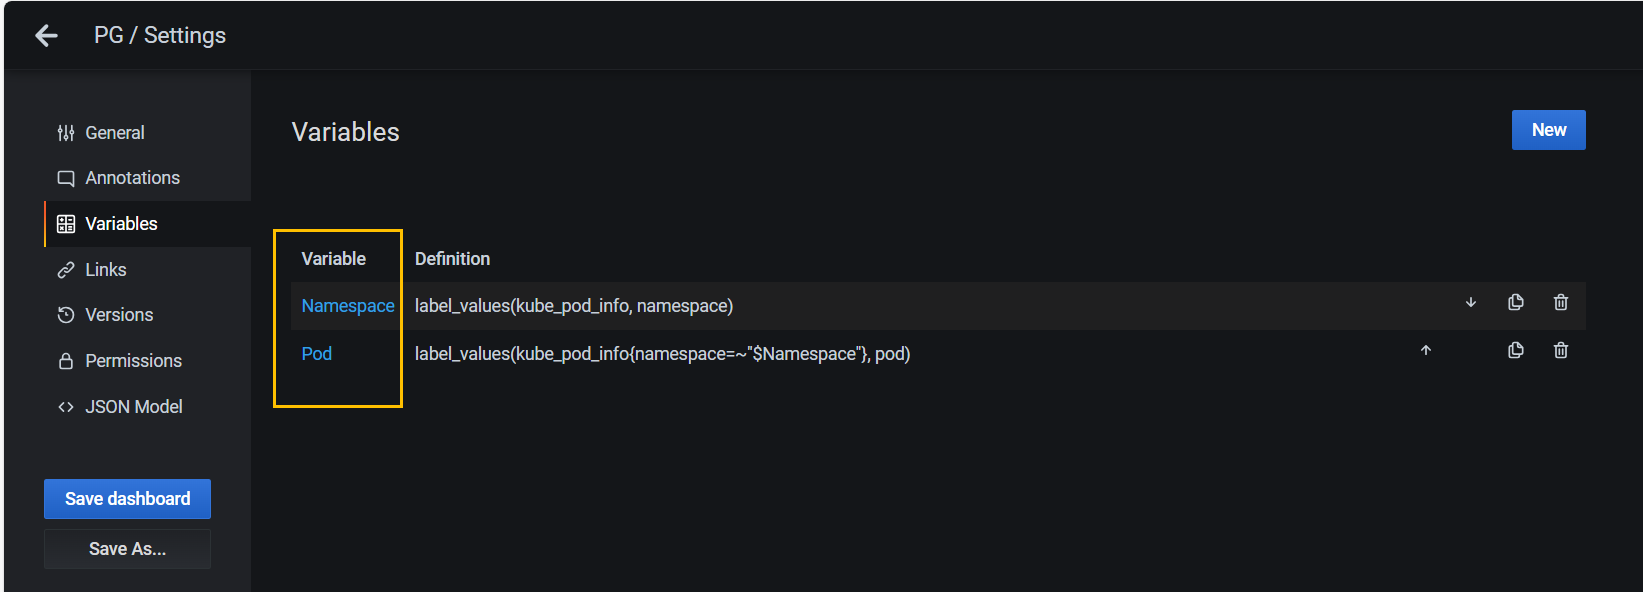 PG / Settings
General
Annotations
Variables
Links
Versions
Permissions
JSON Model
Save dashboard
Save As...
Variables
New
Variable Definition
Namespace label_values(kube_pod_info, namespace)
Pod label_values(kube_pod_info{namespace=~"$Namespace"}, pod)